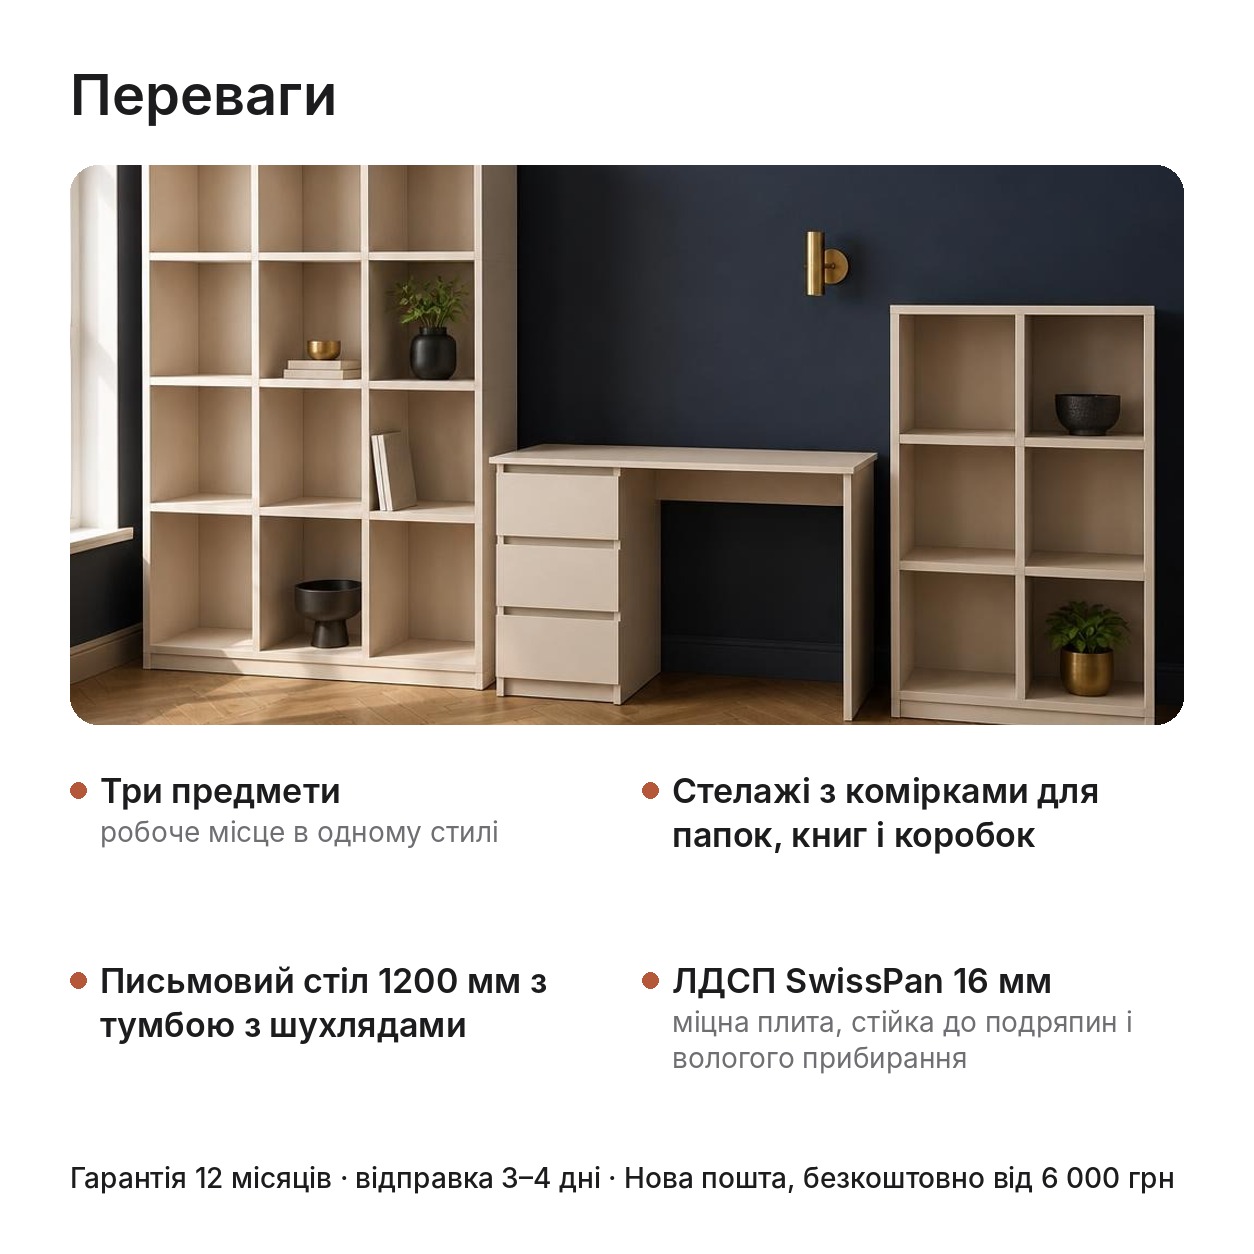 Переваги
Три предмети
робоче місце в одному стилі
Стелажі з комірками для
папок, книг і коробок
Письмовий стіл 1200 мм з
тумбою з шухлядами
ЛДСП SwissPan 16 мм
міцна плита, стійка до подряпин і
вологого прибирання
Гарантія 12 місяців · відправка 3–4 дні · Нова пошта, безкоштовно від 6 000 грн